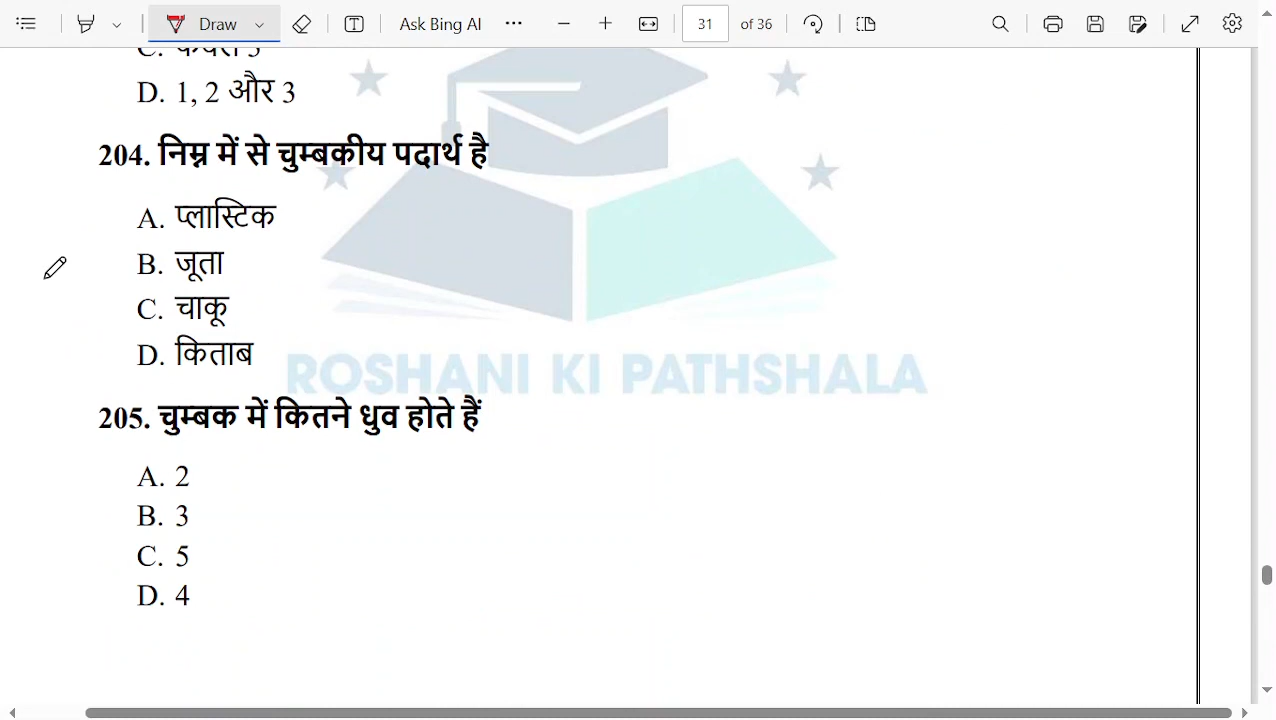 Draw
Ask Bing AI
31 of 36
D. 1, 2 और 3
204. निम्न में से चुम्बकीय पदार्थ है
A. प्लास्टिक
B. जूता
C. चाकू
D. किताब
ROSHANI KI PATHSHALA
205. चुम्बक में कितने धुव होते हैं
A. 2
B. 3
C. 5
D. 4